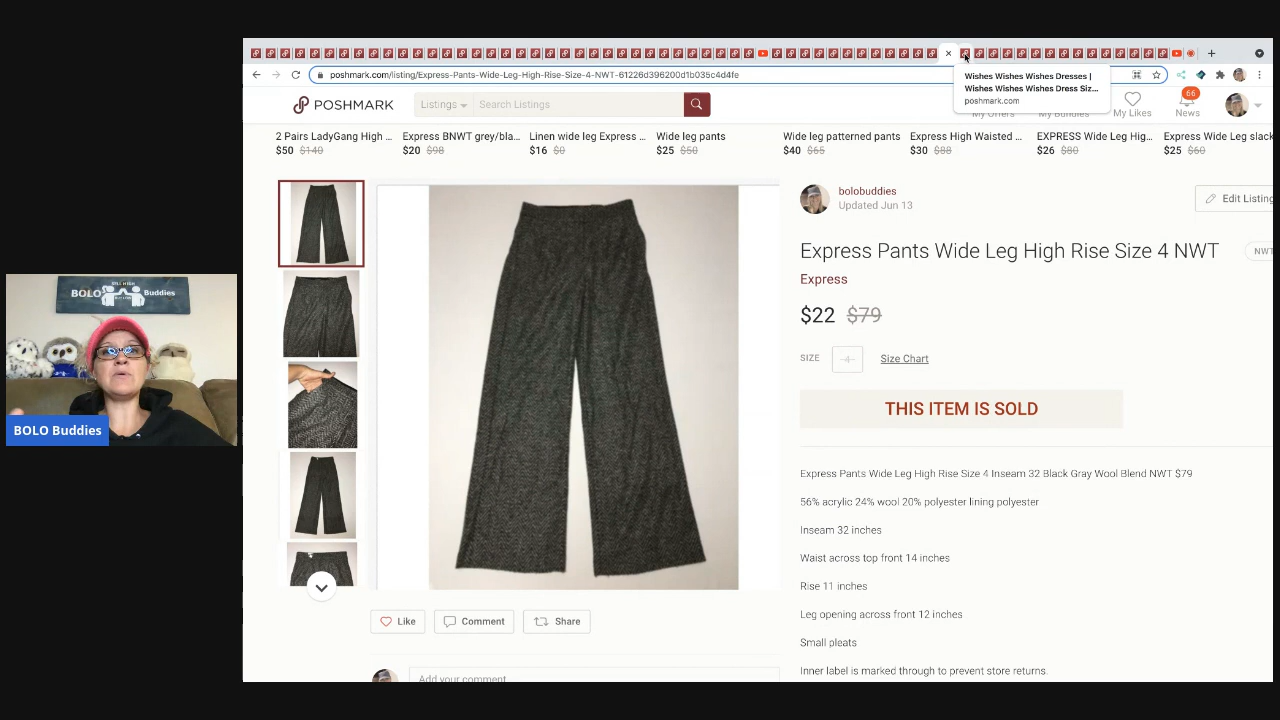 poshmark.com/listing/Express-Pants-Wide-Leg-High-Rise-Size-4-NWT-61226d396200d1b035c4d4fe
Wishes Wishes Wishes Dresses |
Wishes Wishes Wishes Dress Siz...
poshmark.com
POSHMARK
Listings
Search Listings
My Offers
My Bundles
My Likes
66
News
2 Pairs LadyGang High ...
$50 $140
Express BNWT grey/bla...
$20 $98
Linen wide leg Express ...
$16 $0
Wide leg pants
$25 $50
Wide leg patterned pants
$40 $65
Express High Waisted ...
$30 $88
EXPRESS Wide Leg Hig...
$26 $80
Express Wide Leg slack
$25 $60
bolobuddies
Updated Jun 13
Edit Listing
Express Pants Wide Leg High Rise Size 4 NWT
NWT
Express
$22 $79
SIZE
4
Size Chart
THIS ITEM IS SOLD
Express Pants Wide Leg High Rise Size 4 Inseam 32 Black Gray Wool Blend NWT $79
56% acrylic 24% wool 20% polyester lining polyester
Inseam 32 inches
Waist across top front 14 inches
Rise 11 inches
Leg opening across front 12 inches
Small pleats
Inner label is marked through to prevent store returns.
Like
Comment
Share
Add your comment
BOLO
Buddies
BOLO Buddies